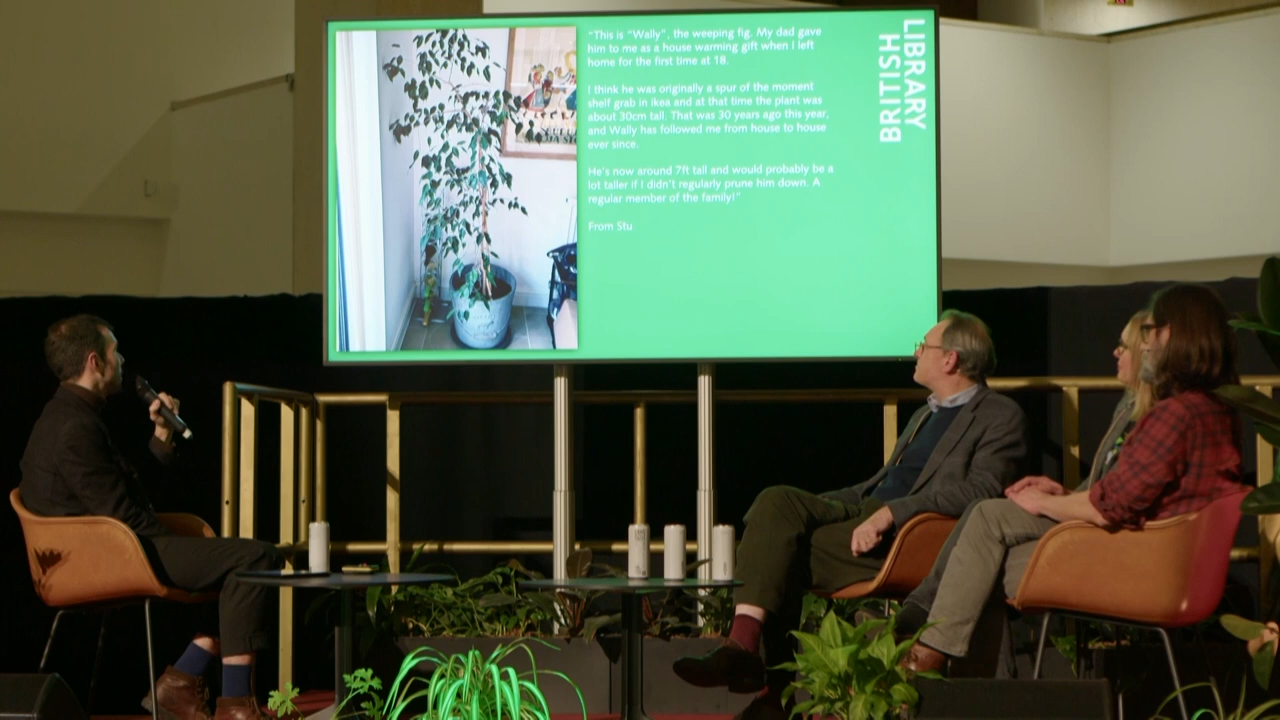 "This is "Wally", the weeping fig. My dad gave
him to me as a house warming gift when I left
home for the first time at 18.
I think he was originally a spur of the moment
shelf grab in ikea and at that time the plant was
about 30cm tall. That was 30 years ago this year,
and Wally has followed me from house to house
ever since.
He's now around 7ft tall and would probably be a
lot taller if I didn't regularly prune him down. A
regular member of the family!"
From Stu
BRITISH
LIBRARY